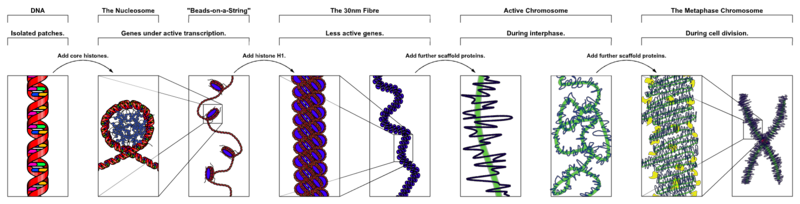 DNA
The Nucleosome
"Beads-on-a-String"
The 30nm Fibre
Active Chromosome
The Metaphase Chromosome
Isolated patches.
Genes under active transcription.
Less active genes.
During interphase.
During cell division.
Add core histones.
Add histone H1.
Add further scaffold proteins.
Add further scaffold proteins.